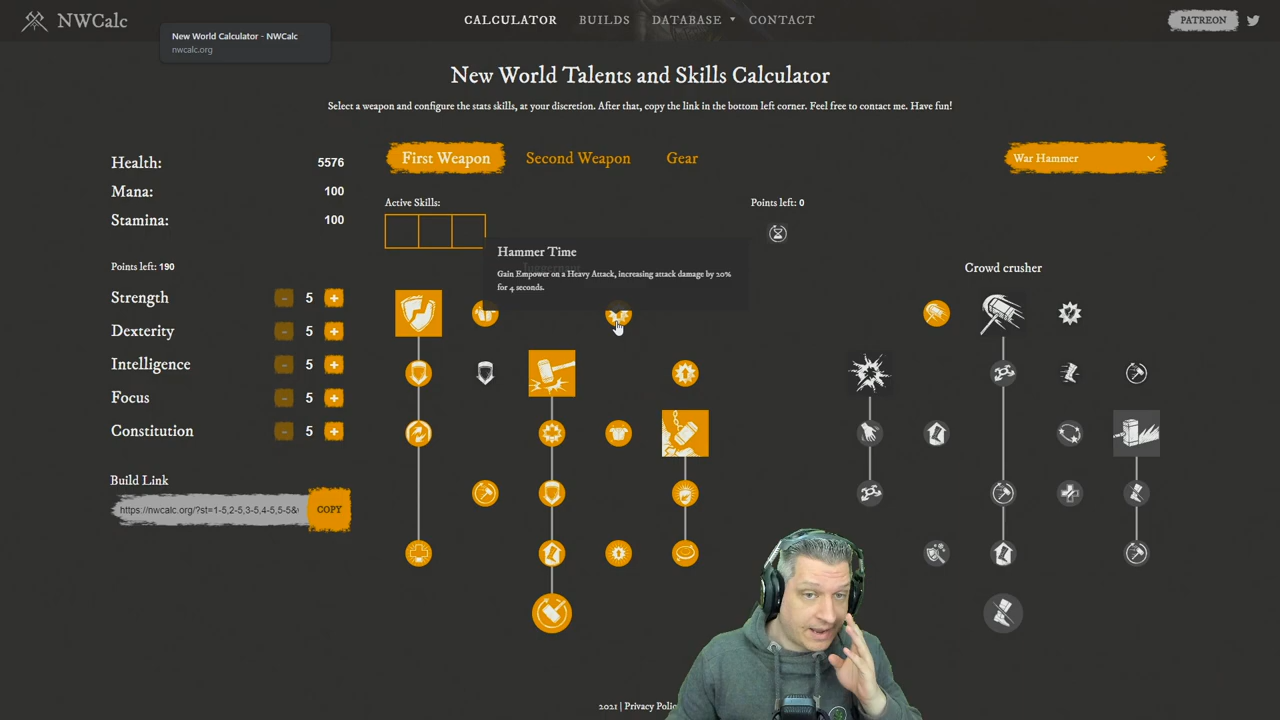 NWCalc
CALCULATOR
BUILDS
DATABASE
CONTACT
PATREON
New World Calculator - NWCalc
nwcalc.org
New World Talents and Skills Calculator
Select a weapon and configure the stats skills, at your discretion. After that, copy the link in the bottom left corner. Feel free to contact me. Have fun!
Health: 5576
Mana: 100
Stamina: 100
First Weapon
Second Weapon
Gear
War Hammer
Active Skills:
Points left: 0
Hammer Time
Gain Empower on a Heavy Attack, increasing attack damage by 20%
for 4 seconds.
Crowd crusher
Points left: 190
Strength - 5 +
Dexterity - 5 +
Intelligence - 5 +
Focus - 5 +
Constitution - 5 +
Build Link
https://nwcalc.org/?st=1-5,2-5,3-5,4-5,5-5&
COPY
2021 | Privacy